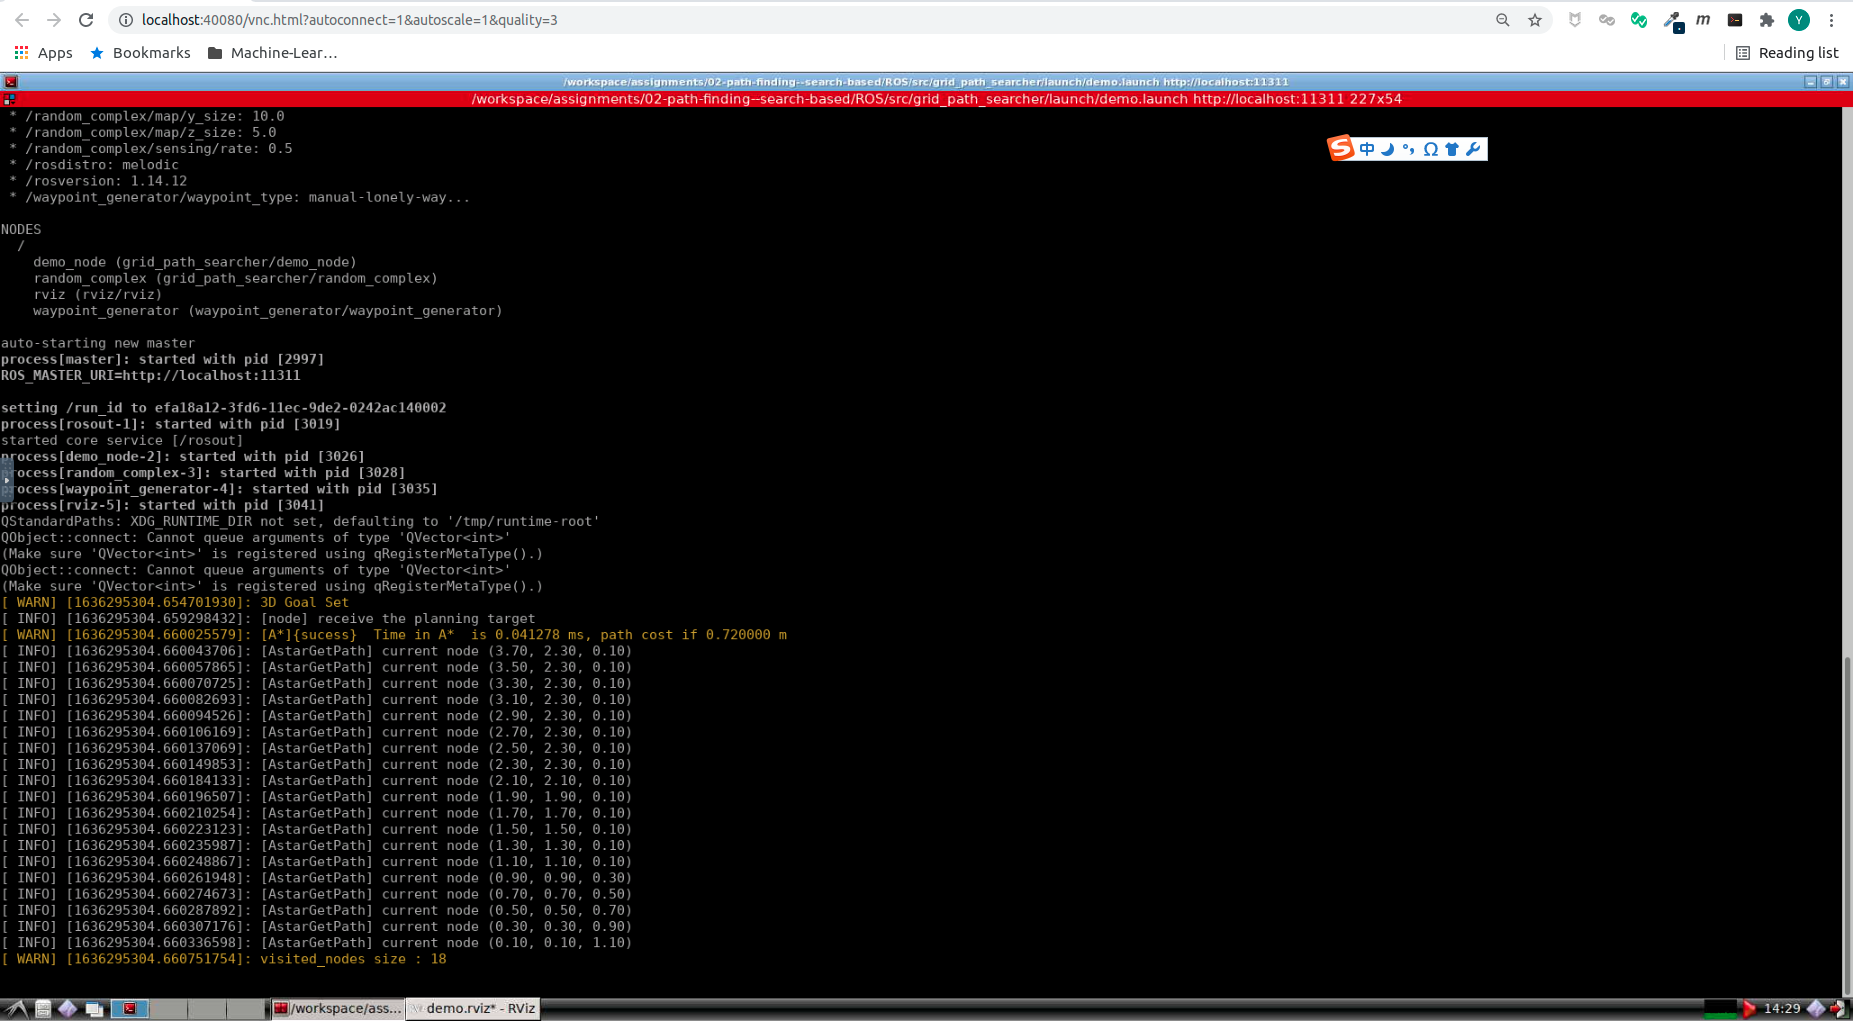 localhost:40080/vnc.html?autoconnect=1&autoscale=1&quality=3
Y
Apps Bookmarks Machine-Lear… Reading list
/workspace/assignments/02-path-finding--search-based/ROS/src/grid_path_searcher/launch/demo.launch http://localhost:11311
/workspace/assignments/02-path-finding--search-based/ROS/src/grid_path_searcher/launch/demo.launch http://localhost:11311 227x54
* /random_complex/map/y_size: 10.0
* /random_complex/map/z_size: 5.0
* /random_complex/sensing/rate: 0.5
* /rosdistro: melodic
* /rosversion: 1.14.12
* /waypoint_generator/waypoint_type: manual-lonely-way...
中
NODES
/
demo_node (grid_path_searcher/demo_node)
random_complex (grid_path_searcher/random_complex)
rviz (rviz/rviz)
waypoint_generator (waypoint_generator/waypoint_generator)
auto-starting new master
process[master]: started with pid [2997]
ROS_MASTER_URI=http://localhost:11311
setting /run_id to efa18a12-3fd6-11ec-9de2-0242ac140002
process[rosout-1]: started with pid [3019]
started core service [/rosout]
process[demo_node-2]: started with pid [3026]
process[random_complex-3]: started with pid [3028]
process[waypoint_generator-4]: started with pid [3035]
process[rviz-5]: started with pid [3041]
QStandardPaths: XDG_RUNTIME_DIR not set, defaulting to '/tmp/runtime-root'
QObject::connect: Cannot queue arguments of type 'QVector<int>'
(Make sure 'QVector<int>' is registered using qRegisterMetaType().)
QObject::connect: Cannot queue arguments of type 'QVector<int>'
(Make sure 'QVector<int>' is registered using qRegisterMetaType().)
[ WARN] [1636295304.654701930]: 3D Goal Set
[ INFO] [1636295304.659298432]: [node] receive the planning target
[ WARN] [1636295304.660025579]: [A*]{sucess}  Time in A*  is 0.041278 ms, path cost if 0.720000 m
[ INFO] [1636295304.660043706]: [AstarGetPath] current node (3.70, 2.30, 0.10)
[ INFO] [1636295304.660057865]: [AstarGetPath] current node (3.50, 2.30, 0.10)
[ INFO] [1636295304.660070725]: [AstarGetPath] current node (3.30, 2.30, 0.10)
[ INFO] [1636295304.660082693]: [AstarGetPath] current node (3.10, 2.30, 0.10)
[ INFO] [1636295304.660094526]: [AstarGetPath] current node (2.90, 2.30, 0.10)
[ INFO] [1636295304.660106169]: [AstarGetPath] current node (2.70, 2.30, 0.10)
[ INFO] [1636295304.660137069]: [AstarGetPath] current node (2.50, 2.30, 0.10)
[ INFO] [1636295304.660149853]: [AstarGetPath] current node (2.30, 2.30, 0.10)
[ INFO] [1636295304.660184133]: [AstarGetPath] current node (2.10, 2.10, 0.10)
[ INFO] [1636295304.660196507]: [AstarGetPath] current node (1.90, 1.90, 0.10)
[ INFO] [1636295304.660210254]: [AstarGetPath] current node (1.70, 1.70, 0.10)
[ INFO] [1636295304.660223123]: [AstarGetPath] current node (1.50, 1.50, 0.10)
[ INFO] [1636295304.660235987]: [AstarGetPath] current node (1.30, 1.30, 0.10)
[ INFO] [1636295304.660248867]: [AstarGetPath] current node (1.10, 1.10, 0.10)
[ INFO] [1636295304.660261948]: [AstarGetPath] current node (0.90, 0.90, 0.30)
[ INFO] [1636295304.660274673]: [AstarGetPath] current node (0.70, 0.70, 0.50)
[ INFO] [1636295304.660287892]: [AstarGetPath] current node (0.50, 0.50, 0.70)
[ INFO] [1636295304.660307176]: [AstarGetPath] current node (0.30, 0.30, 0.90)
[ INFO] [1636295304.660336598]: [AstarGetPath] current node (0.10, 0.10, 1.10)
[ WARN] [1636295304.660751754]: visited_nodes size : 18
/workspace/ass... demo.rviz* - RViz 14:29